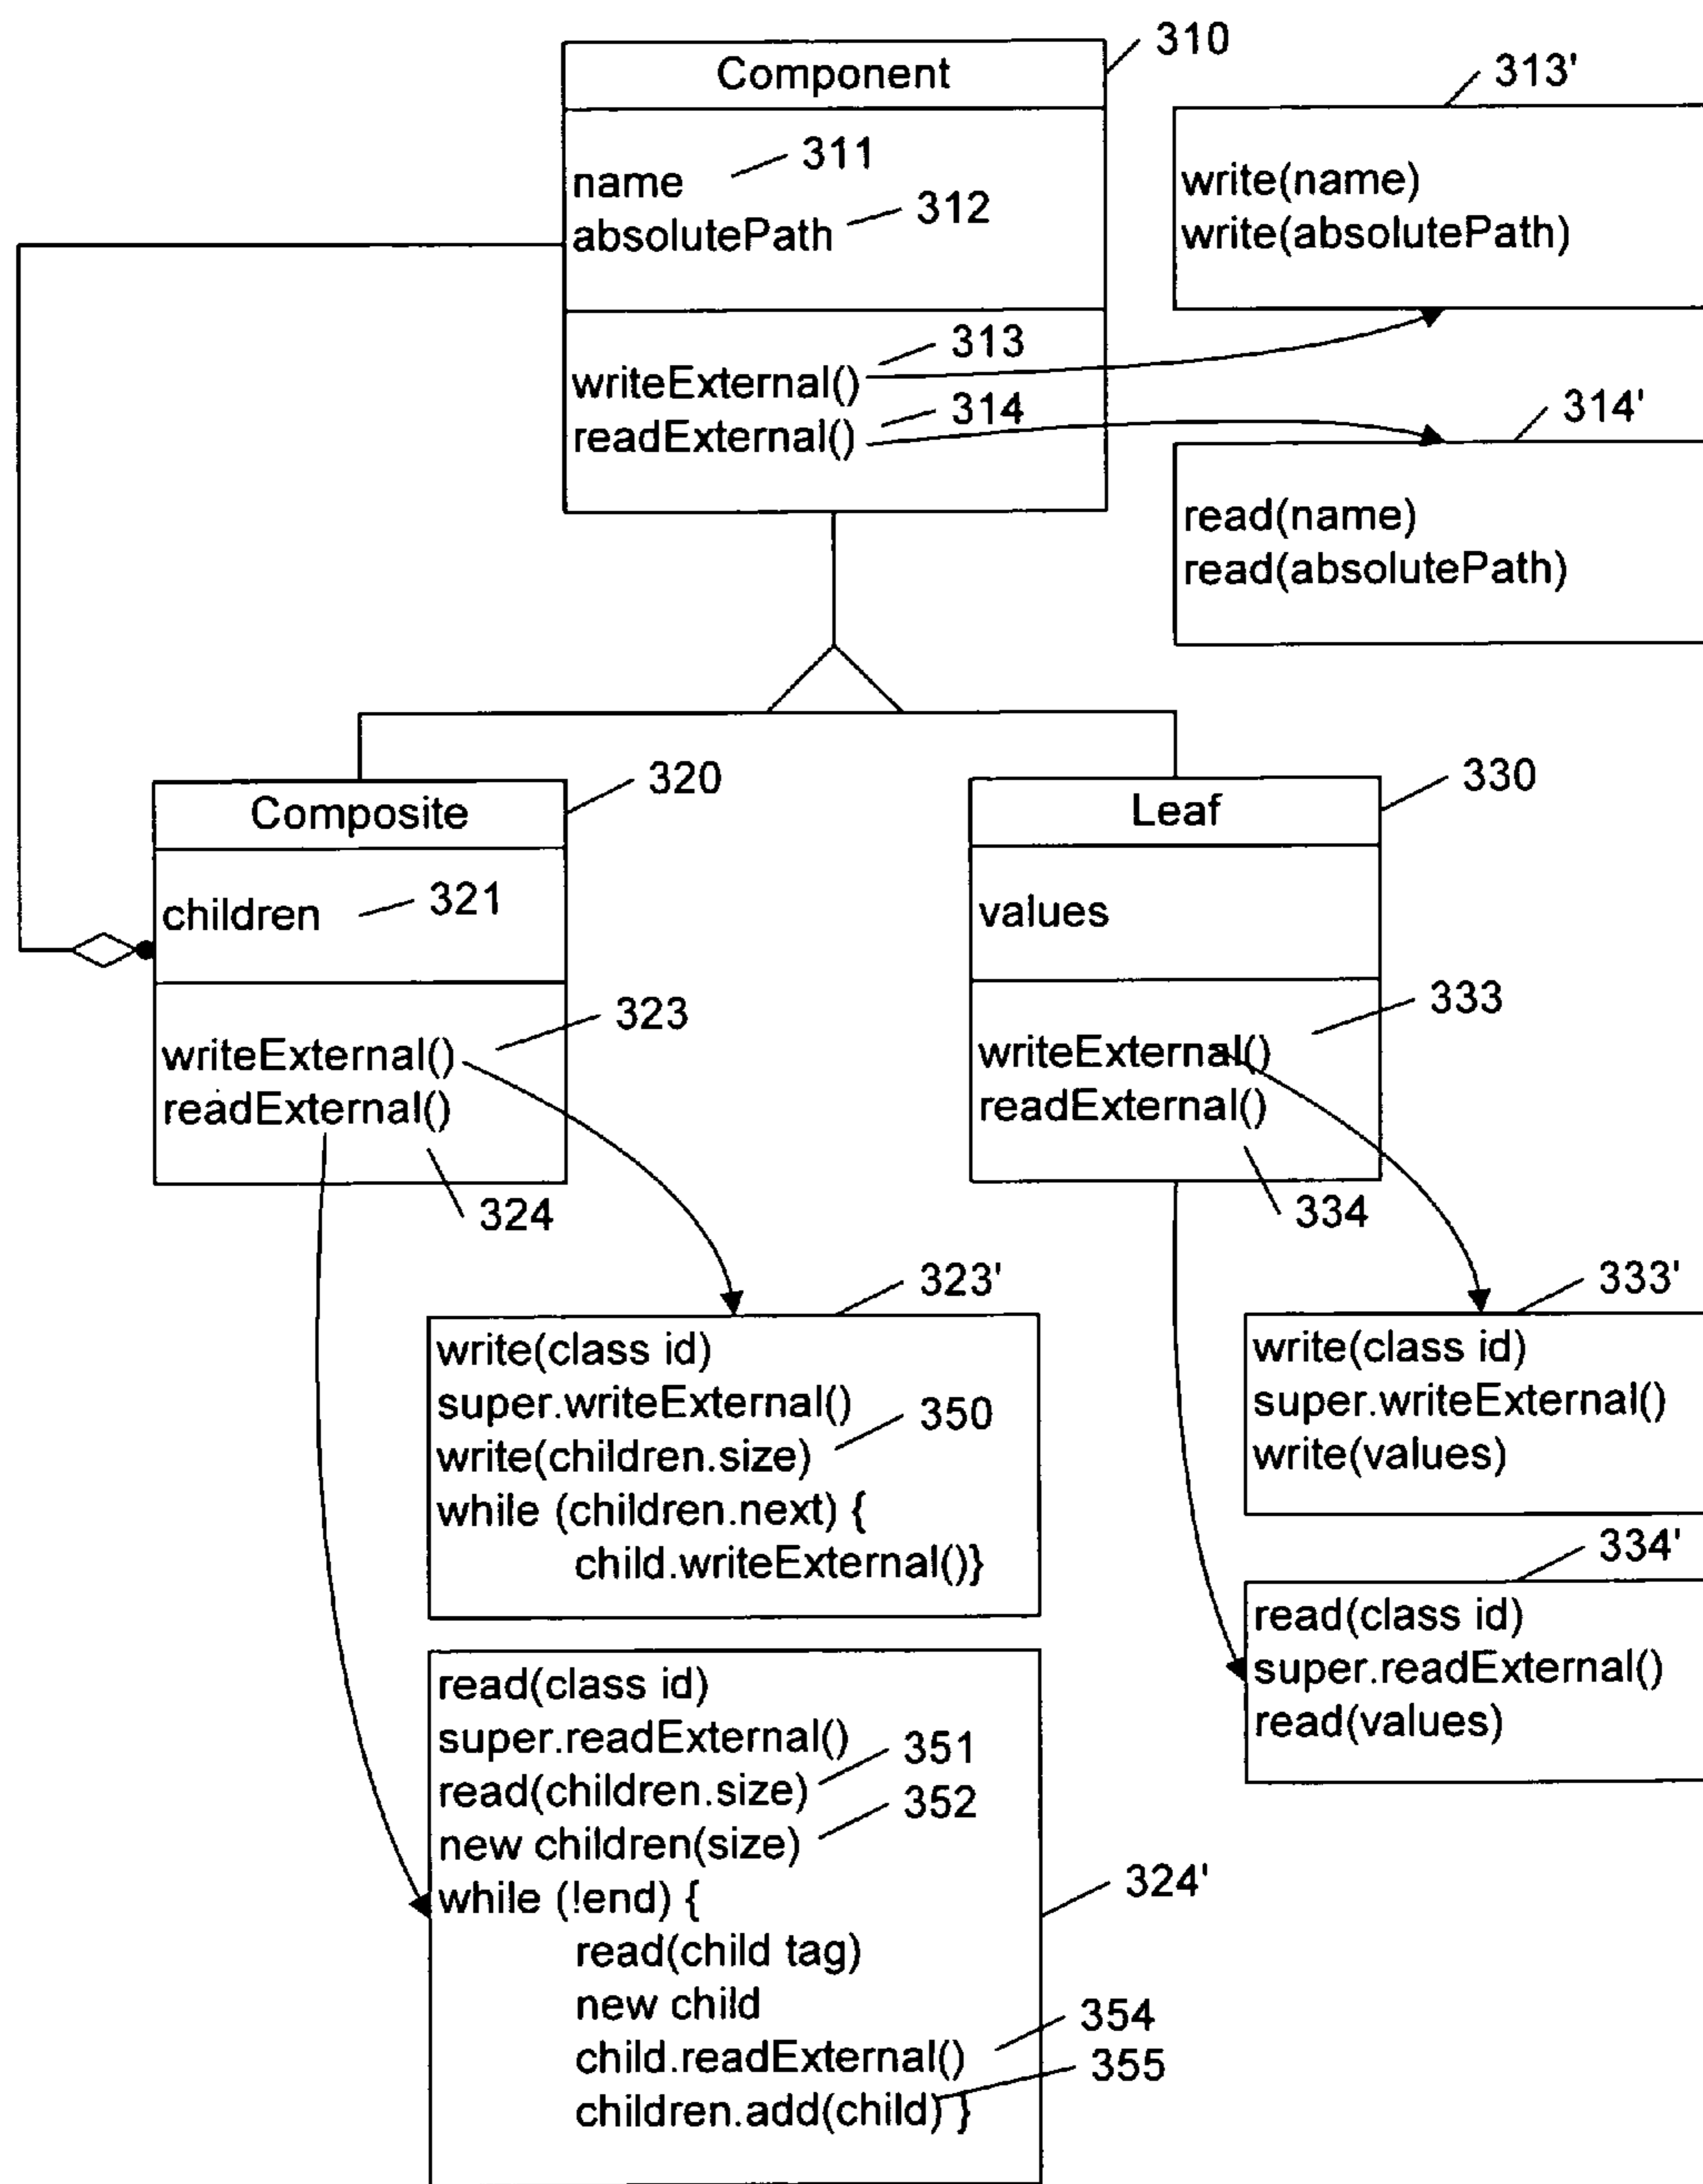 310
Component
313'
311
name
312
absolutePath
write(name)
write(absolutePath)
313
writeExternal()
314
readExternal()
314'
read(name)
read(absolutePath)
320
Composite
330
Leaf
321
children
values
323
writeExternal()
readExternal()
324
333
writeExternal()
readExternal()
334
323'
write(class id)
super.writeExternal()
350
write(children.size)
while (children.next) {
child.writeExternal()}
333'
write(class id)
super.writeExternal()
write(values)
334'
read(class id)
super.readExternal()
read(values)
read(class id)
super.readExternal()
351
read(children.size)
352
new children(size)
while (!end) {
324'
read(child tag)
new child
354
child.readExternal()
355
children.add(child) }